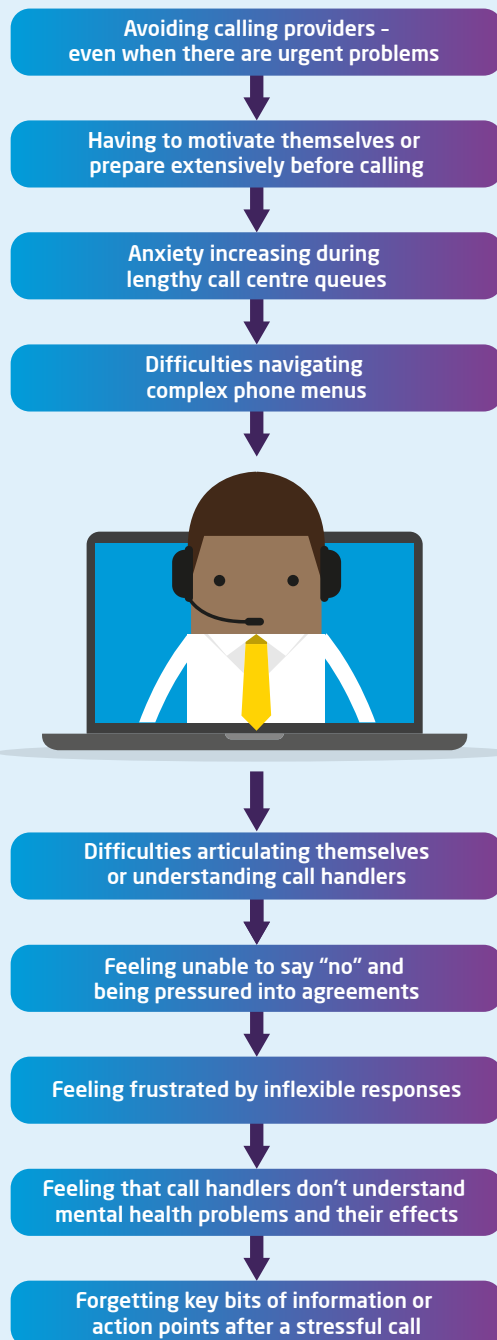 Avoiding calling providers –
even when there are urgent problems
Having to motivate themselves or
prepare extensively before calling
Anxiety increasing during
lengthy call centre queues
Difficulties navigating
complex phone menus
Difficulties articulating themselves
or understanding call handlers
Feeling unable to say “no” and
being pressured into agreements
Feeling frustrated by inflexible responses
Feeling that call handlers don’t understand
mental health problems and their effects
Forgetting key bits of information or
action points after a stressful call